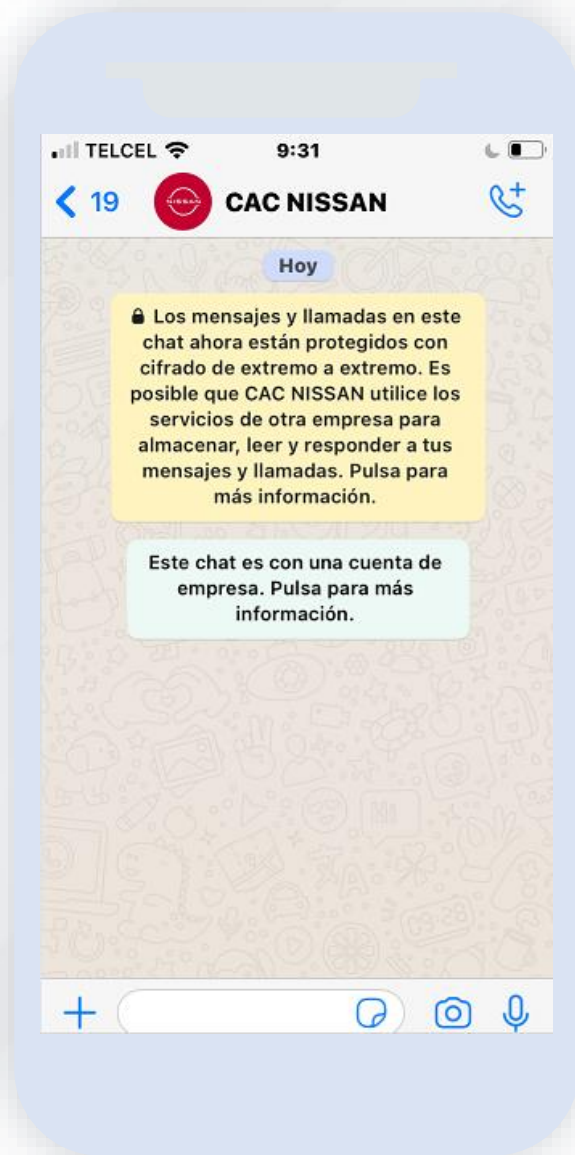 TELCEL 9:31
19 NISSAN CAC NISSAN
Hoy
Los mensajes y llamadas en este
chat ahora están protegidos con
cifrado de extremo a extremo. Es
posible que CAC NISSAN utilice los
servicios de otra empresa para
almacenar, leer y responder a tus
mensajes y llamadas. Pulsa para
más información.
Este chat es con una cuenta de
empresa. Pulsa para más
información.